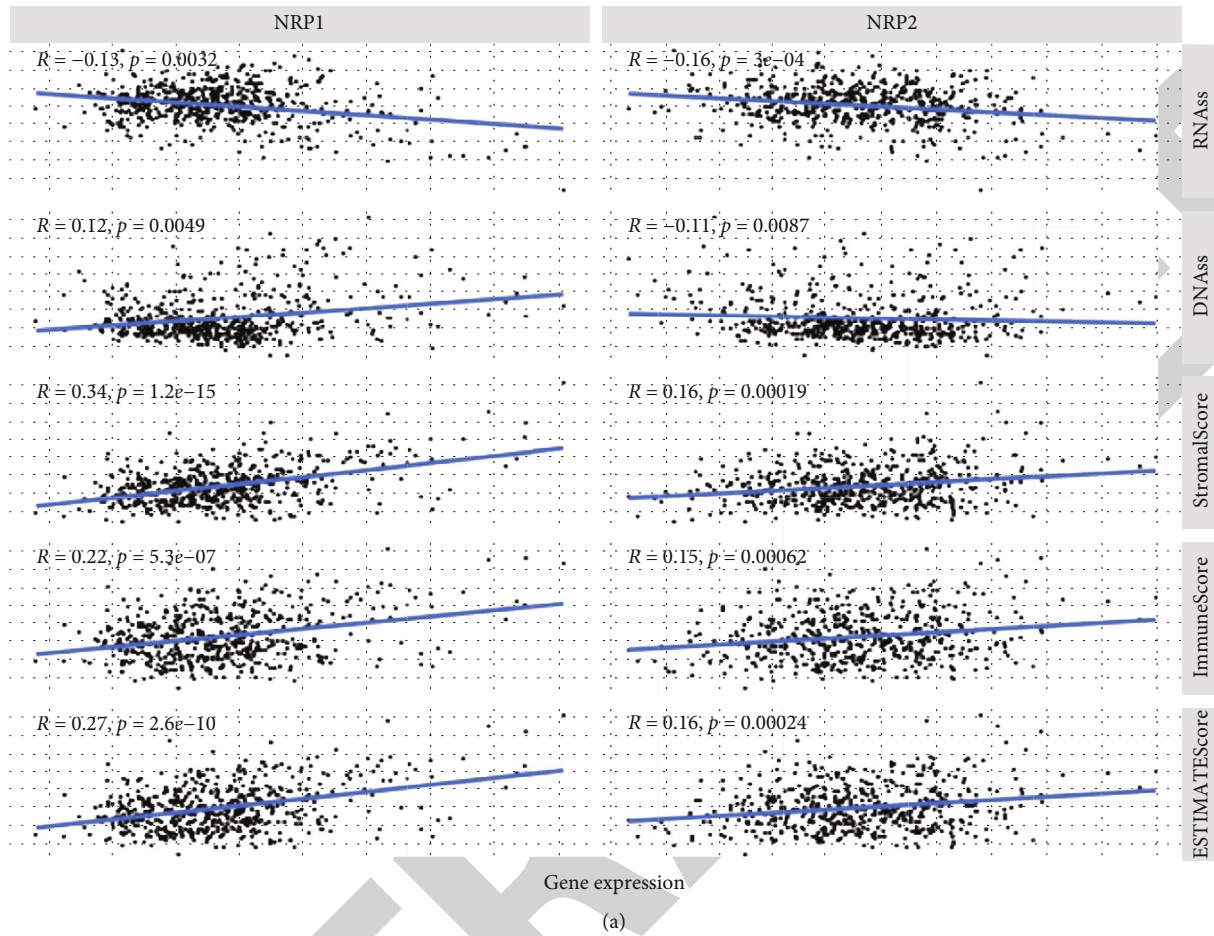 NRP1
NRP2
R = −0.13, p = 0.0032
R = −0.16, p = 3e−04
RNAss
R = 0.12, p = 0.0049
R = −0.11, p = 0.0087
DNAss
R = 0.34, p = 1.2e−15
R = 0.16, p = 0.00019
StromalScore
R = 0.22, p = 5.3e−07
R = 0.15, p = 0.00062
ImmuneScore
R = 0.27, p = 2.6e−10
R = 0.16, p = 0.00024
ESTIMATEScore
Gene expression
(a)